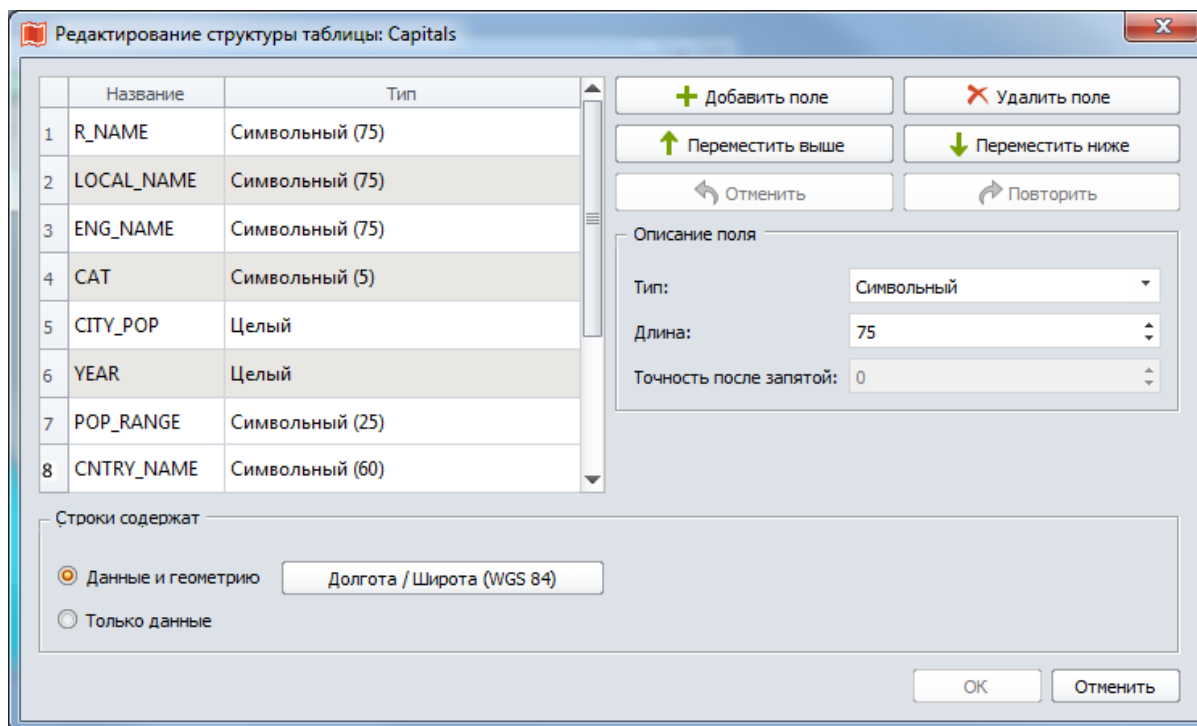 Редактирование структуры таблицы: Capitals
Название Тип
1 R_NAME Символьный (75)
2 LOCAL_NAME Символьный (75)
3 ENG_NAME Символьный (75)
4 CAT Символьный (5)
5 CITY_POP Целый
6 YEAR Целый
7 POP_RANGE Символьный (25)
8 CNTRY_NAME Символьный (60)
Добавить поле Удалить поле
Переместить выше Переместить ниже
Отменить Повторить
Описание поля
Тип: Символьный
Длина: 75
Точность после запятой: 0
Строки содержат
Данные и геометрию Долгота / Широта (WGS 84)
Только данные
OK Отменить